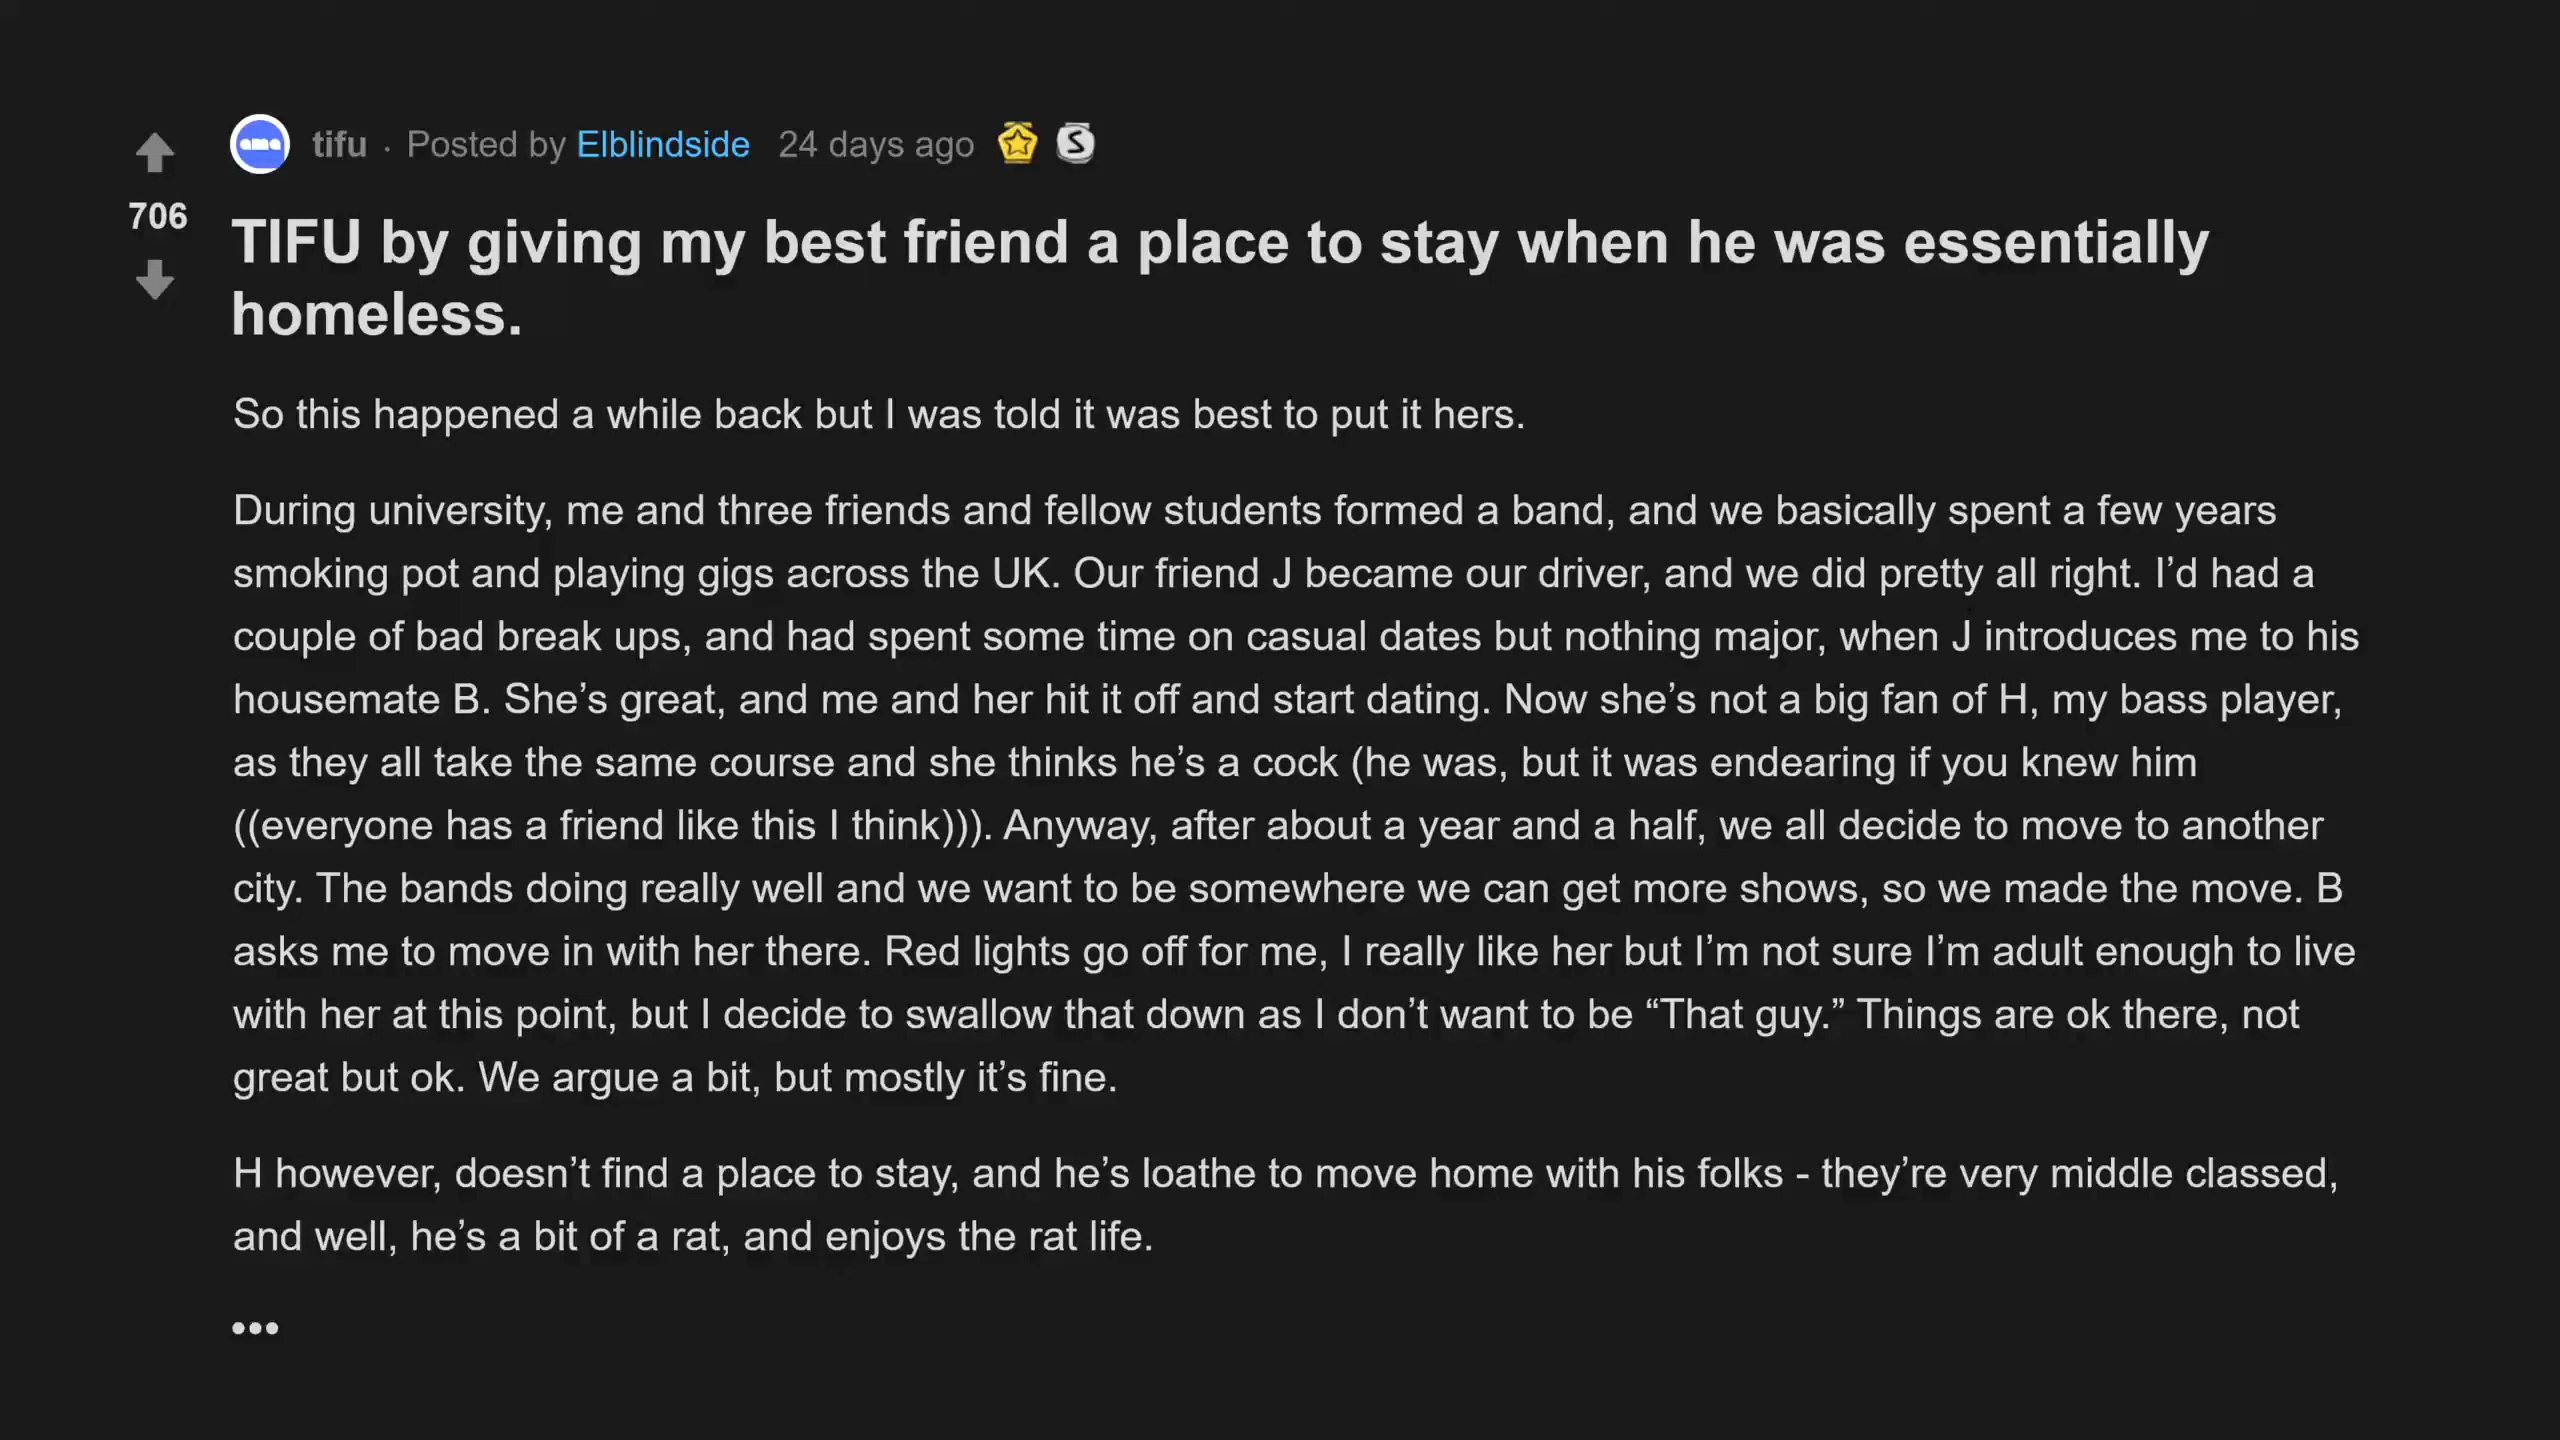 tifu · Posted by Elblindside 24 days ago
706
TIFU by giving my best friend a place to stay when he was essentially
homeless.
So this happened a while back but I was told it was best to put it hers.
During university, me and three friends and fellow students formed a band, and we basically spent a few years
smoking pot and playing gigs across the UK. Our friend J became our driver, and we did pretty all right. I’d had a
couple of bad break ups, and had spent some time on casual dates but nothing major, when J introduces me to his
housemate B. She’s great, and me and her hit it off and start dating. Now she’s not a big fan of H, my bass player,
as they all take the same course and she thinks he’s a cock (he was, but it was endearing if you knew him
((everyone has a friend like this I think))). Anyway, after about a year and a half, we all decide to move to another
city. The bands doing really well and we want to be somewhere we can get more shows, so we made the move. B
asks me to move in with her there. Red lights go off for me, I really like her but I’m not sure I’m adult enough to live
with her at this point, but I decide to swallow that down as I don’t want to be “That guy.” Things are ok there, not
great but ok. We argue a bit, but mostly it’s fine.
H however, doesn’t find a place to stay, and he’s loathe to move home with his folks - they’re very middle classed,
and well, he’s a bit of a rat, and enjoys the rat life.
•••